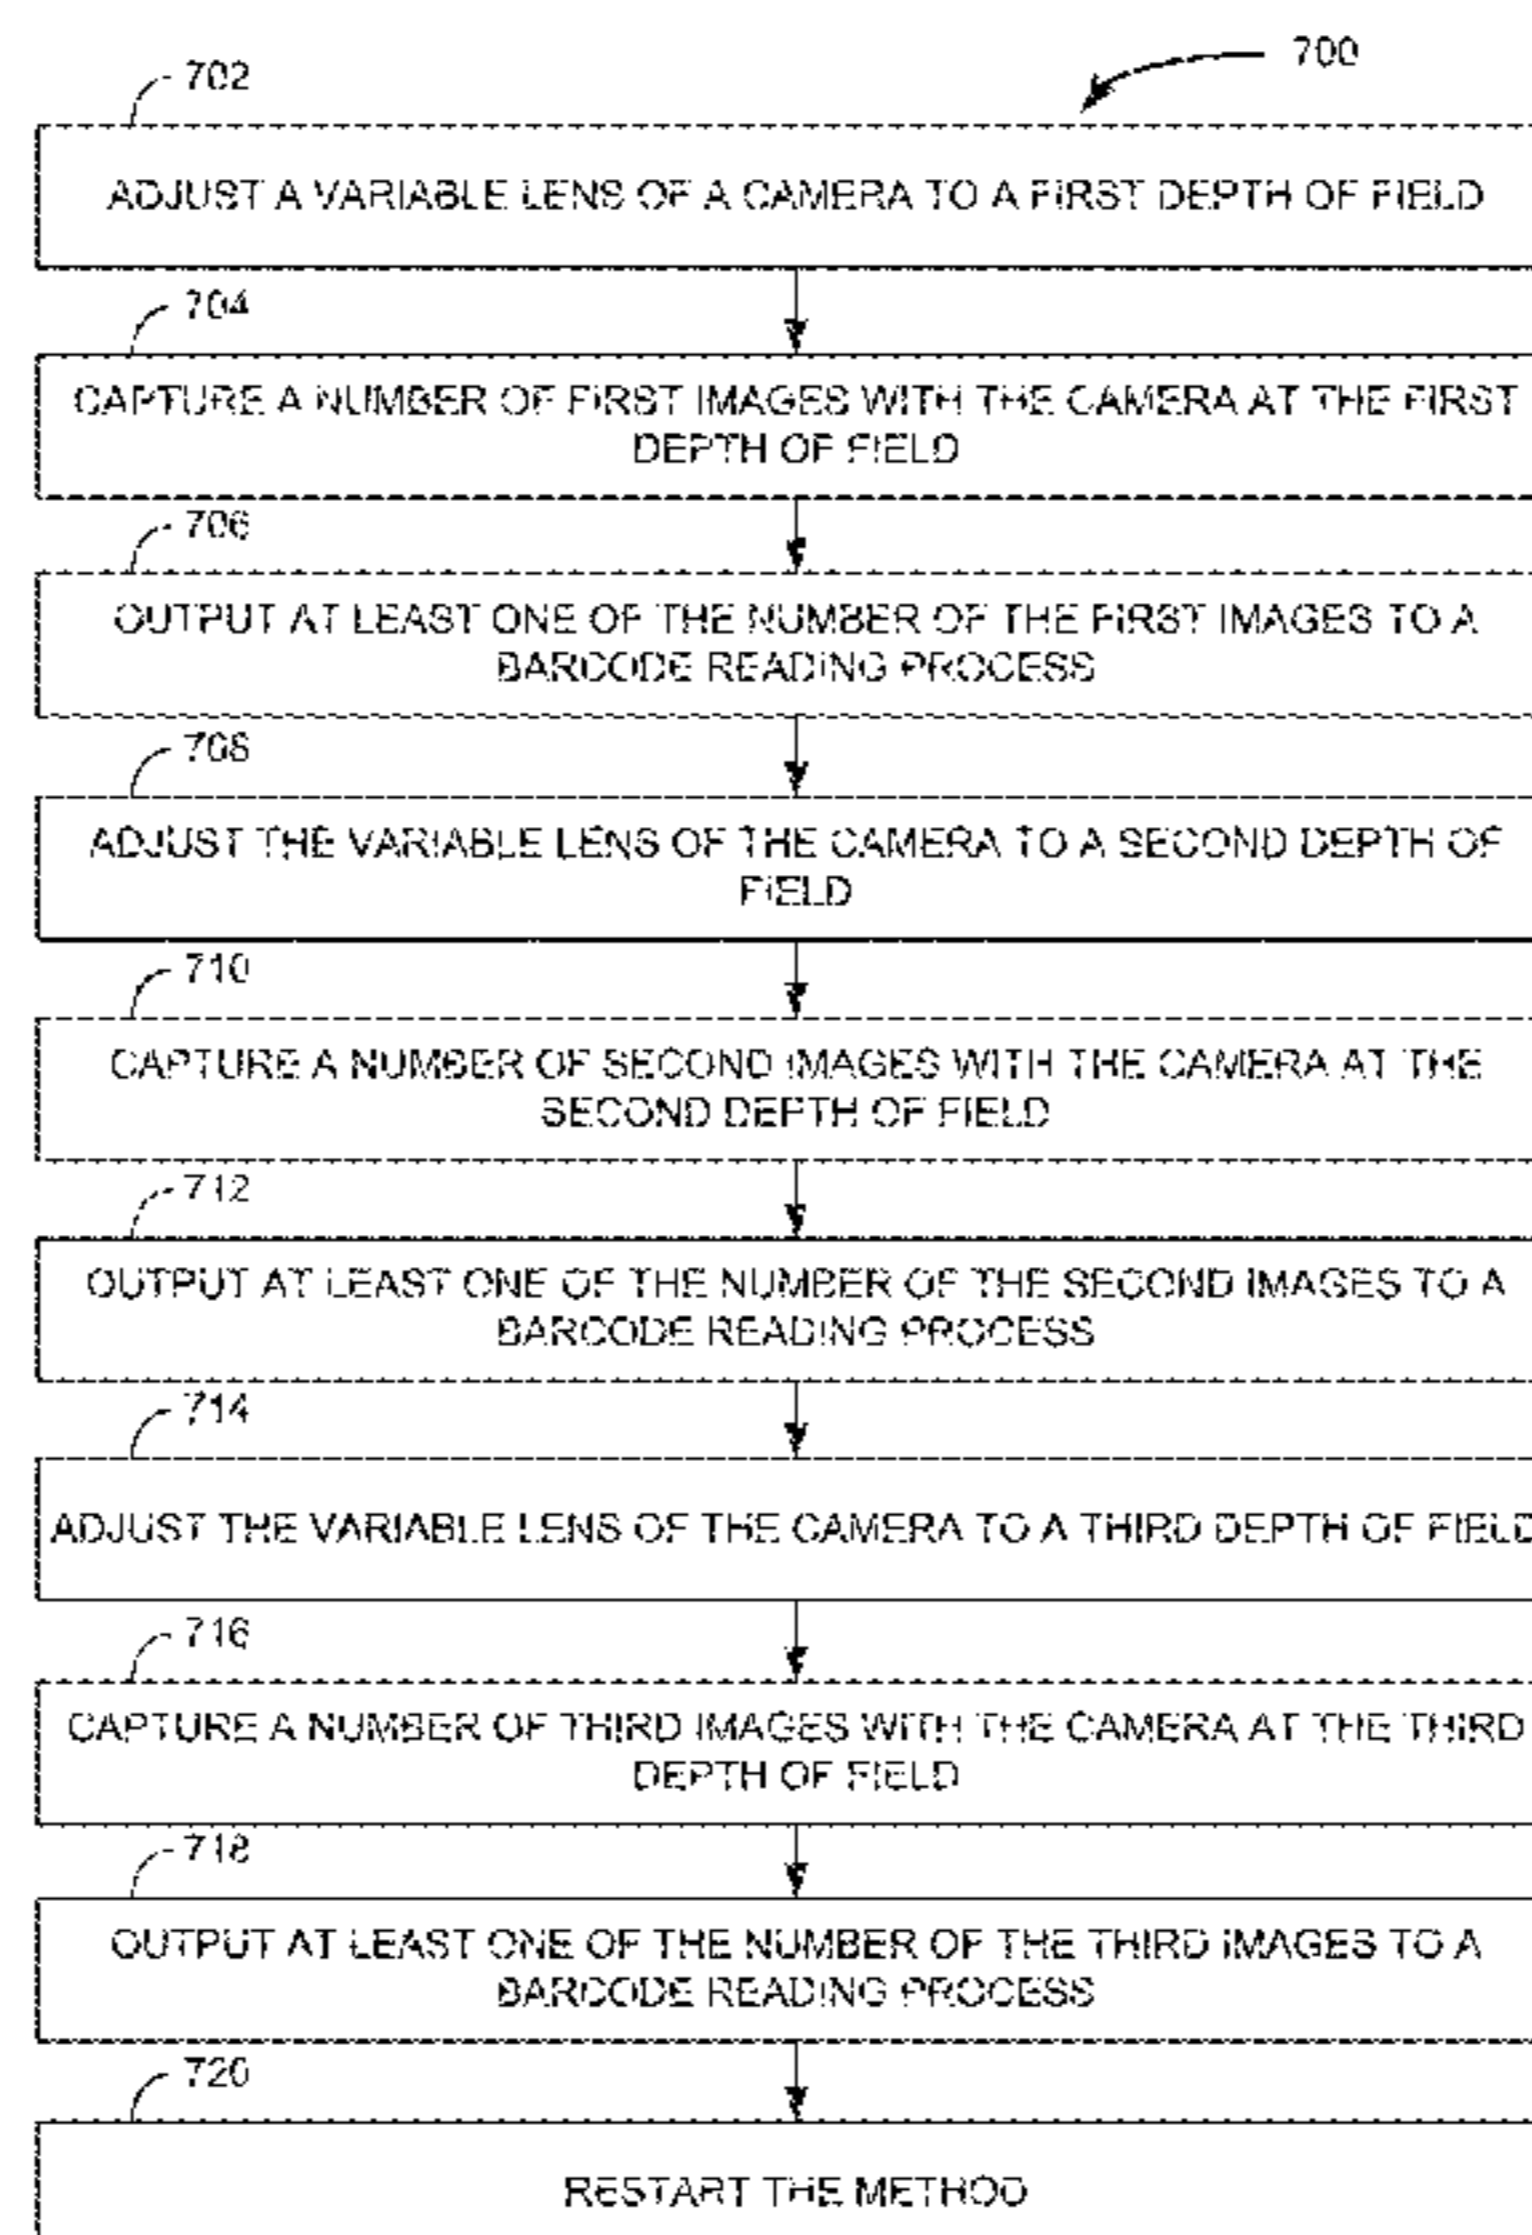 700
702
ADJUST A VARIABLE LENS OF A CAMERA TO A FIRST DEPTH OF FIELD
704
CAPTURE A NUMBER OF FIRST IMAGES WITH THE CAMERA AT THE FIRST
DEPTH OF FIELD
706
OUTPUT AT LEAST ONE OF THE NUMBER OF THE FIRST IMAGES TO A
BARCODE READING PROCESS
708
ADJUST THE VARIABLE LENS OF THE CAMERA TO A SECOND DEPTH OF
FIELD
710
CAPTURE A NUMBER OF SECOND IMAGES WITH THE CAMERA AT THE
SECOND DEPTH OF FIELD
712
OUTPUT AT LEAST ONE OF THE NUMBER OF THE SECOND IMAGES TO A
BARCODE READING PROCESS
714
ADJUST THE VARIABLE LENS OF THE CAMERA TO A THIRD DEPTH OF FIELD
716
CAPTURE A NUMBER OF THIRD IMAGES WITH THE CAMERA AT THE THIRD
DEPTH OF FIELD
718
OUTPUT AT LEAST ONE OF THE NUMBER OF THE THIRD IMAGES TO A
BARCODE READING PROCESS
720
RESTART THE METHOD